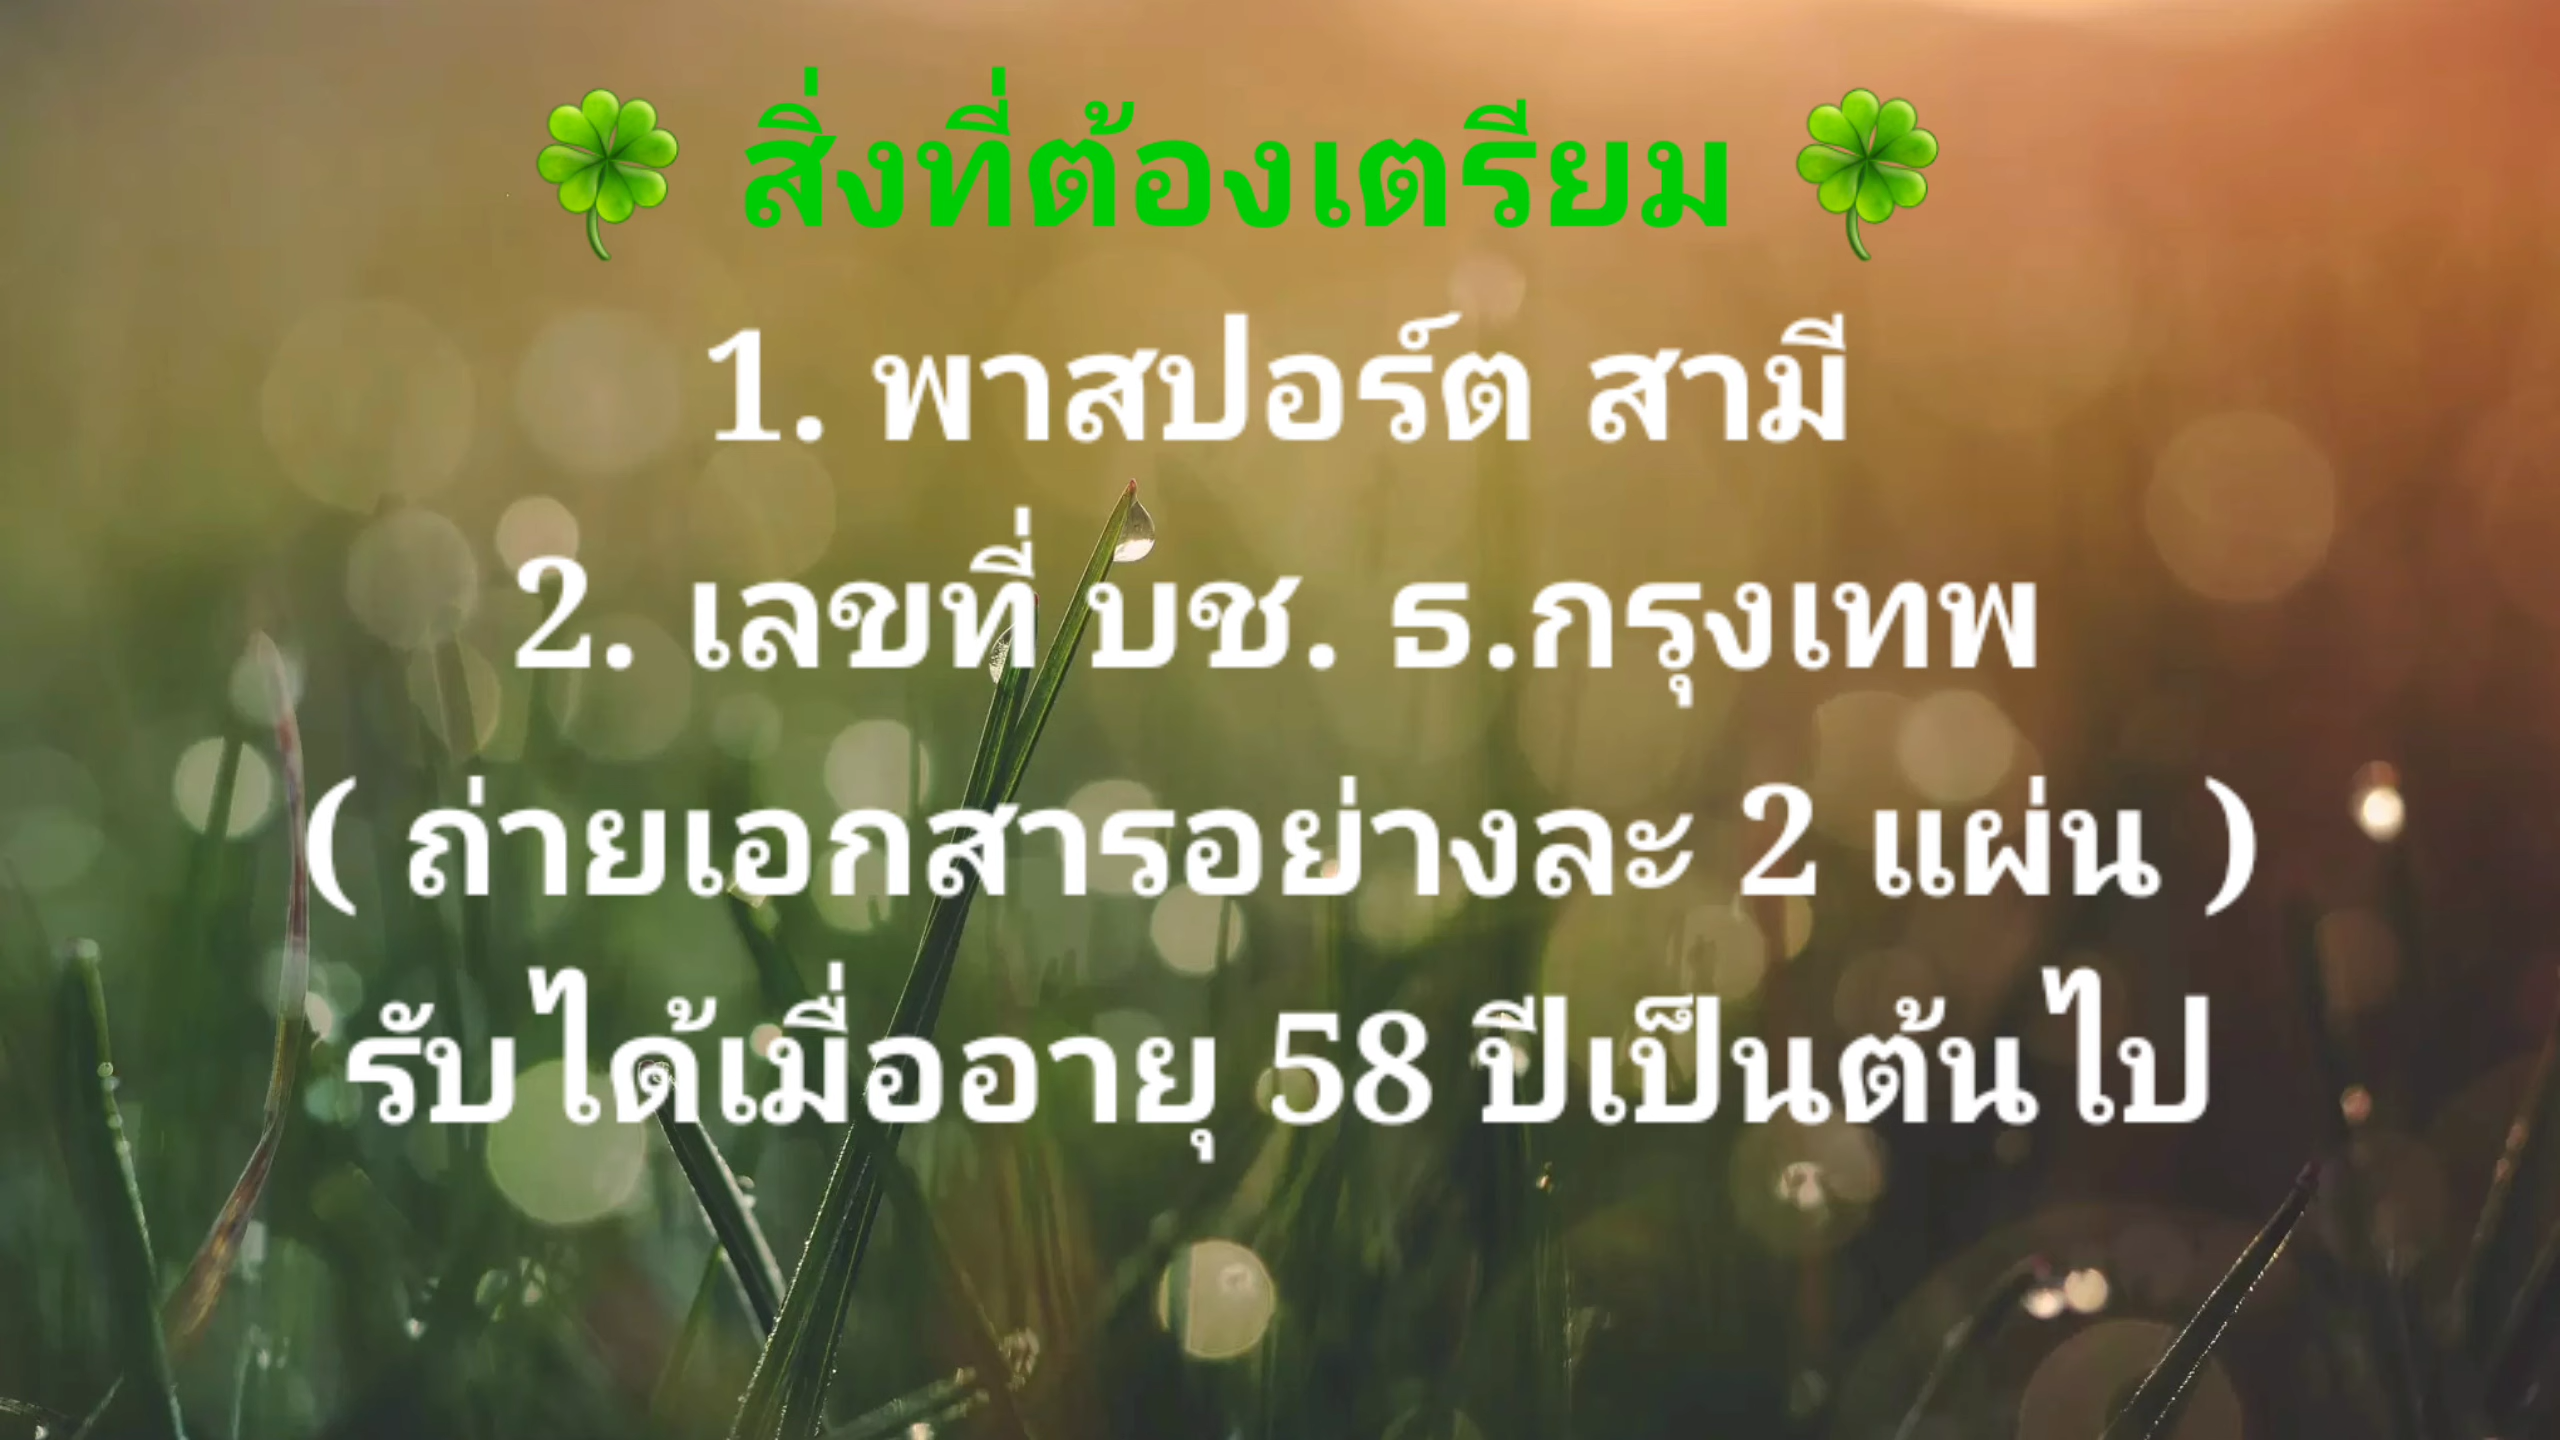 🍀 สิ่งที่ต้องเตรียม 🍀
1. พาสปอร์ต สามี
2. เลขที่ บช. ธ.กรุงเทพ
( ถ่ายเอกสารอย่างละ 2 แผ่น )
รับได้เมื่ออายุ 58 ปีเป็นต้นไป